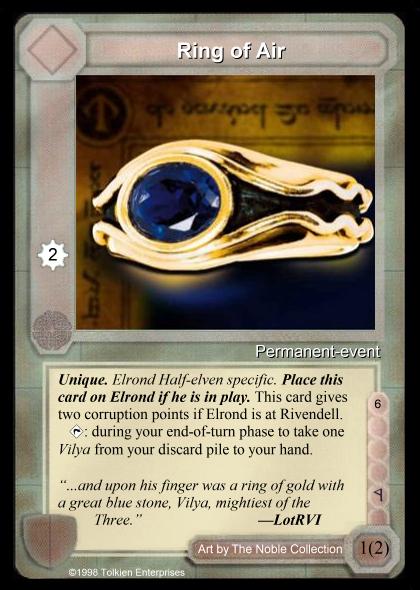 Ring of Air
2
Permanent-event
Unique. Elrond Half-elven specific. Place this
card on Elrond if he is in play. This card gives
two corruption points if Elrond is at Rivendell.
: during your end-of-turn phase to take one
Vilya from your discard pile to your hand.
6
“...and upon his finger was a ring of gold with
a great blue stone, Vilya, mightiest of the
Three.” —LotRVI
Art by The Noble Collection
1(2)
©1998 Tolkien Enterprises